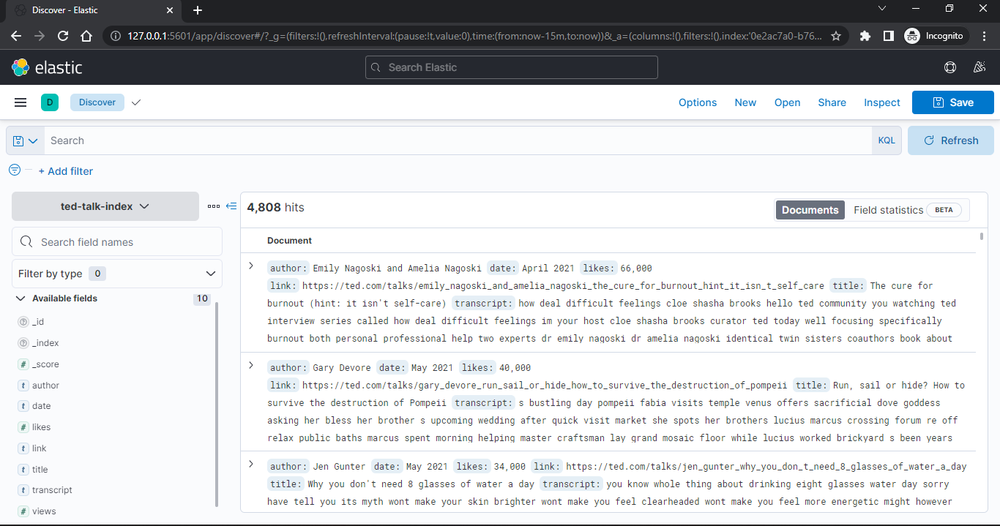 Discover - Elastic
127.0.0.1:5601/app/discover#/?_g=(filters:!(),refreshInterval:(pause:!t,value:0),time:(from:now-15m,to:now))&_a=(columns:!(),filters:!(),index:'0e2ac7a0-b76...
Incognito
elastic
Search Elastic
D
Discover
Options
New
Open
Share
Inspect
Save
Search
KQL
Refresh
+ Add filter
ted-talk-index
4,808 hits
Documents
Field statistics
BETA
Search field names
Filter by type 0
Available fields 10
? _id
? _index
# _score
t author
t date
# likes
t link
t title
t transcript
# views
Document
author: Emily Nagoski and Amelia Nagoski date: April 2021 likes: 66,000
link: https://ted.com/talks/emily_nagoski_and_amelia_nagoski_the_cure_for_burnout_hint_it_isn_t_self_care title: The cure for
burnout (hint: it isn't self-care) transcript: how deal difficult feelings cloe shasha brooks hello ted community you watching ted
interview series called how deal difficult feelings im your host cloe shasha brooks curator ted today well focusing specifically
burnout both personal professional help two experts dr emily nagoski dr amelia nagoski identical twin sisters coauthors book about
author: Gary Devore date: May 2021 likes: 40,000
link: https://ted.com/talks/gary_devore_run_sail_or_hide_how_to_survive_the_destruction_of_pompeii title: Run, sail or hide? How to
survive the destruction of Pompeii transcript: s bustling day pompeii fabia visits temple venus offers sacrificial dove goddess
asking her bless her brother s upcoming wedding after quick visit market she spots her brothers lucius marcus crossing forum re off
relax public baths marcus spent morning helping master craftsman lay grand mosaic floor while lucius worked brickyard s been years
author: Jen Gunter date: May 2021 likes: 34,000 link: https://ted.com/talks/jen_gunter_why_you_don_t_need_8_glasses_of_water_a_day
title: Why you don't need 8 glasses of water a day transcript: you know whole thing about drinking eight glasses water day sorry
have tell you its myth wont make your skin brighter wont make you feel clearheaded wont make you feel more energetic might however